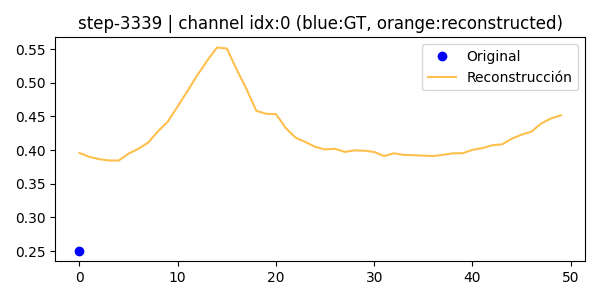 step-3339 | channel idx:0 (blue:GT, orange:reconstructed)
Original
Reconstrucción
0.55
0.50
0.45
0.40
0.35
0.30
0.25
0 10 20 30 40 50